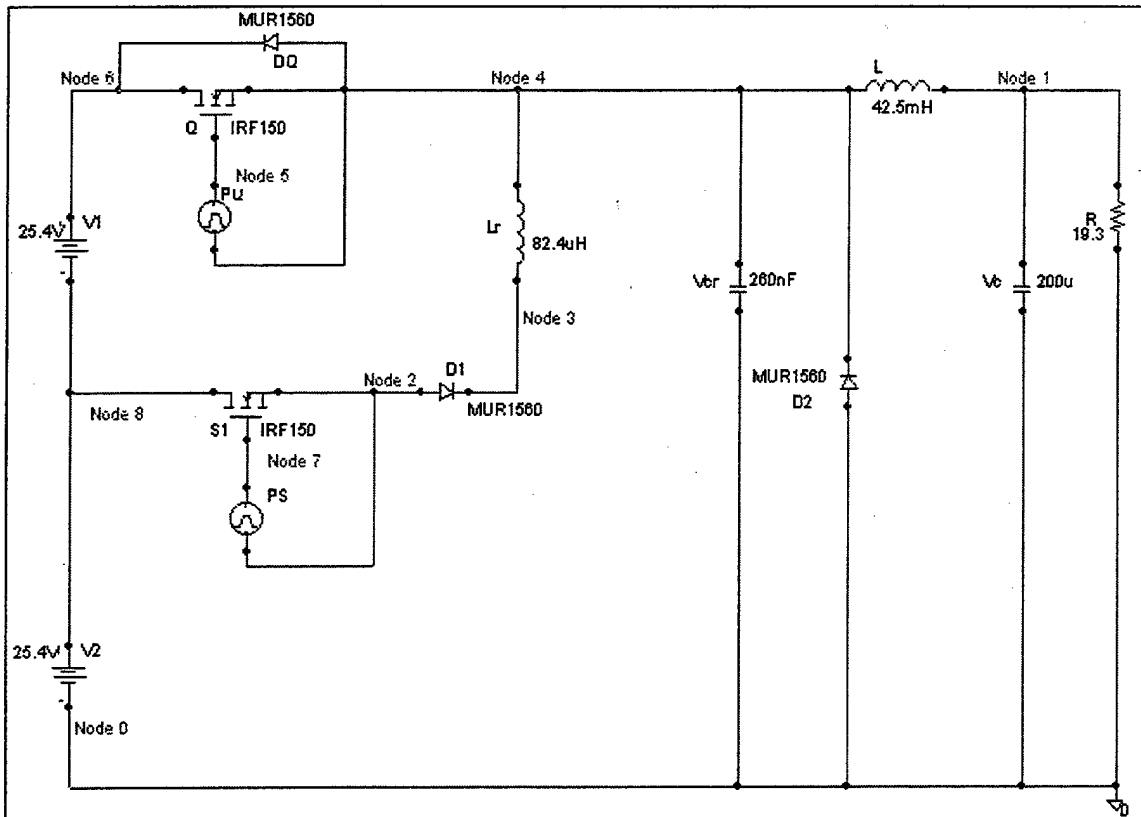 MUR1560
DQ
Node 6
Node 4
L
Node 1
42.5mH
Q
IRF150
Node 5
PQ
25.4V
V1
Lr
82.4uH
R
19.3
Vcr
260nF
Vc
200u
Node 3
D1
Node 2
MUR1560
MUR1560
D2
Node 8
S1
IRF150
Node 7
PS
25.4V
V2
Node 0
0